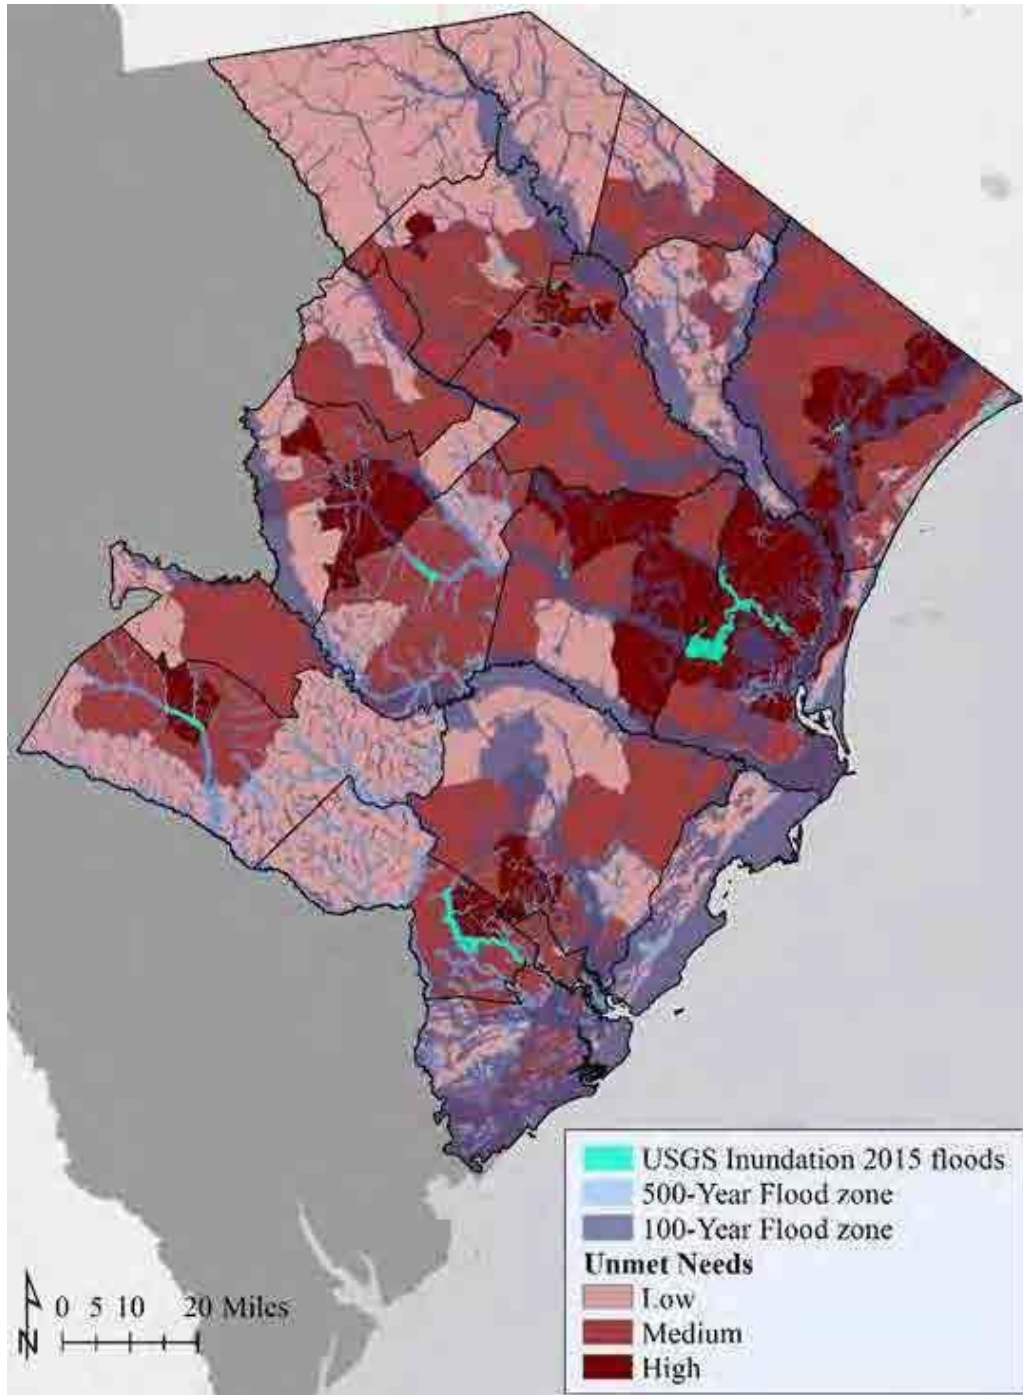 USGS Inundation 2015 floods
500-Year Flood zone
100-Year Flood zone
Unmet Needs
Low
Medium
High
0 5 10 20 Miles
N